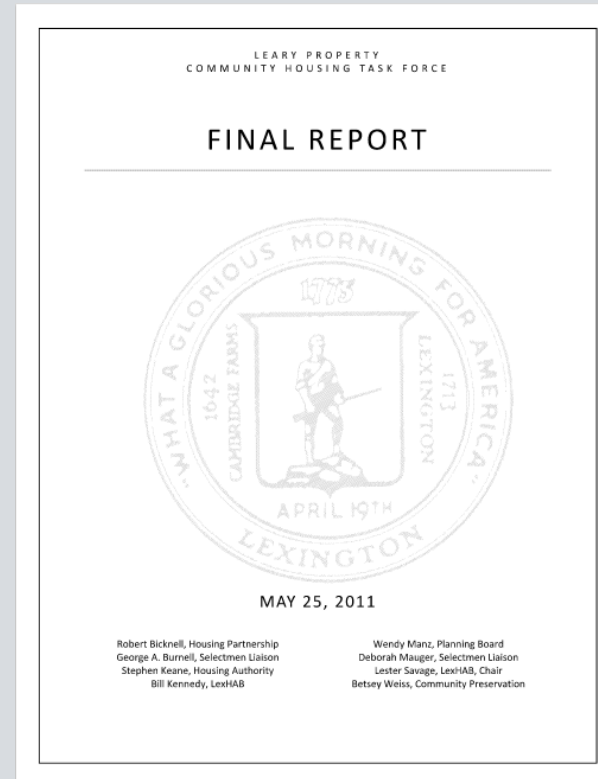 LEARY PROPERTY
COMMUNITY HOUSING TASK FORCE
FINAL REPORT
"WHAT A GLORIOUS MORNING FOR AMERICA"
1775
1642
CAMBRIDGE FARMS
1713
LEXINGTON
APRIL 19TH
LEXINGTON
MAY 25, 2011
Robert Bicknell, Housing Partnership
George A. Burnell, Selectmen Liaison
Stephen Keane, Housing Authority
Bill Kennedy, LexHAB
Wendy Manz, Planning Board
Deborah Mauger, Selectmen Liaison
Lester Savage, LexHAB, Chair
Betsey Weiss, Community Preservation